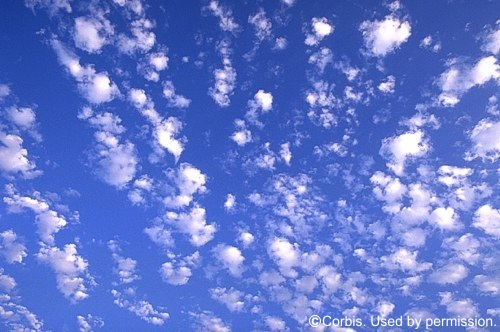 ©Corbis. Used by permission.